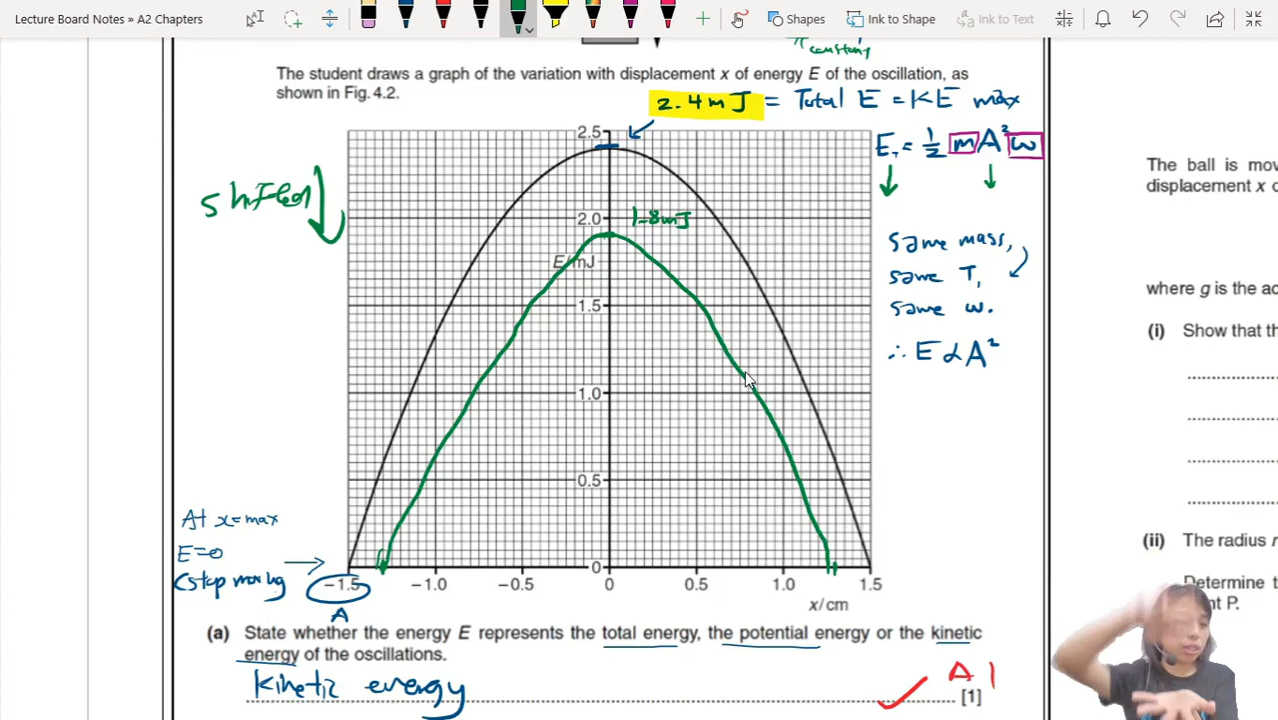 Lecture Board Notes » A2 Chapters
Shapes
Ink to Shape
Ink to Text
constant
The student draws a graph of the variation with displacement x of energy E of the oscillation, as
shown in Fig. 4.2.
2.4mJ = Total E = KE max
E_T = ½ m A² ω
shifted
1.8mJ
2.5
2.0
E/mJ
1.5
1.0
0.5
0
-1.5 -1.0 -0.5 0 0.5 1.0 1.5
x/cm
same mass,
same T,
same ω.
∴ E α A²
At x=max
E=0
(stop moving
A
(a) State whether the energy E represents the total energy, the potential energy or the kinetic
energy of the oscillations.
kinetic energy
[1]
A1
The ball is mov
displacement x o
where g is the ac
(i) Show that th
(ii) The radius r
Determine t
nt P.